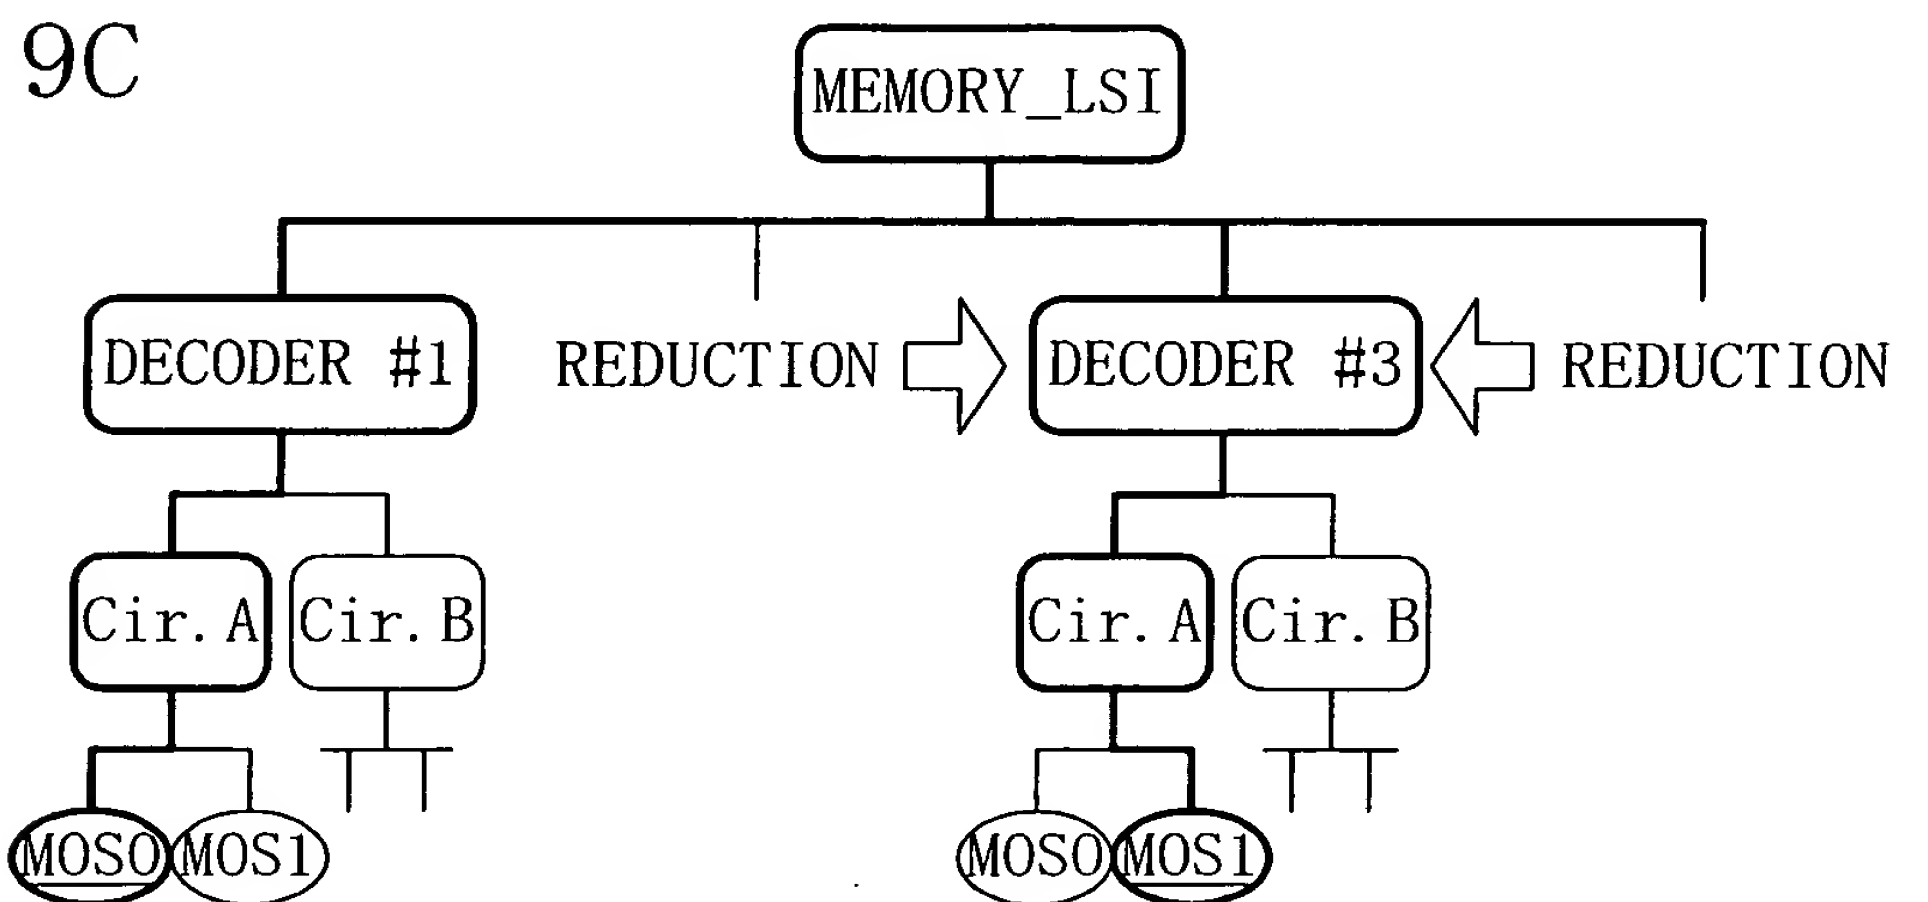 9C
MEMORY_LSI
DECODER #1
REDUCTION
DECODER #3
REDUCTION
Cir. A
Cir. B
Cir. A
Cir. B
MOS0
MOS1
MOS0
MOS1